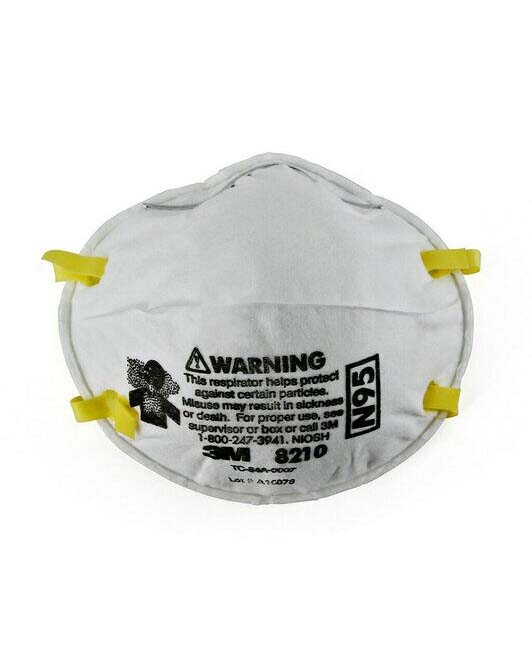 ⚠WARNING
This respirator helps protect
against certain particles.
Misuse may result in sickness
or death. For proper use, see
supervisor or box or call 3M
1-800-247-3941. NIOSH
3M 8210
TC-84A-0007
Lot # A10079
N95